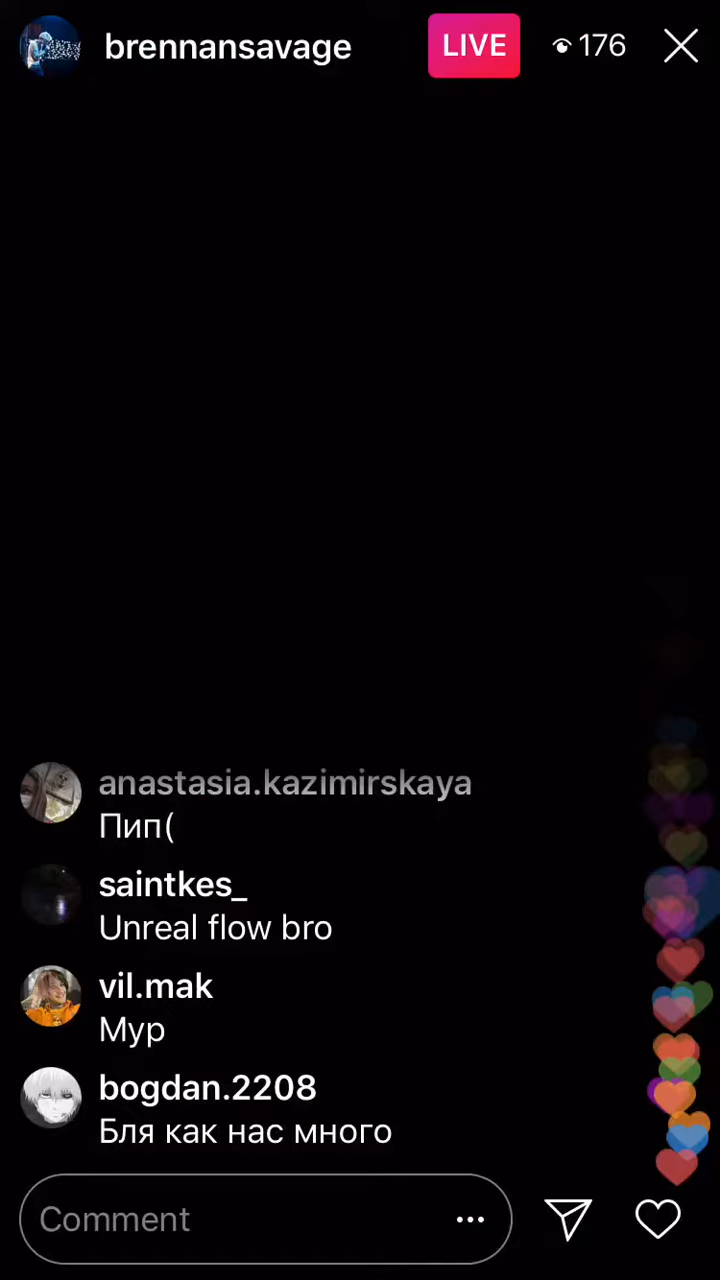 brennansavage LIVE 176
anastasia.kazimirskaya
Пип(
saintkes_
Unreal flow bro
vil.mak
Мур
bogdan.2208
Бля как нас много
Comment